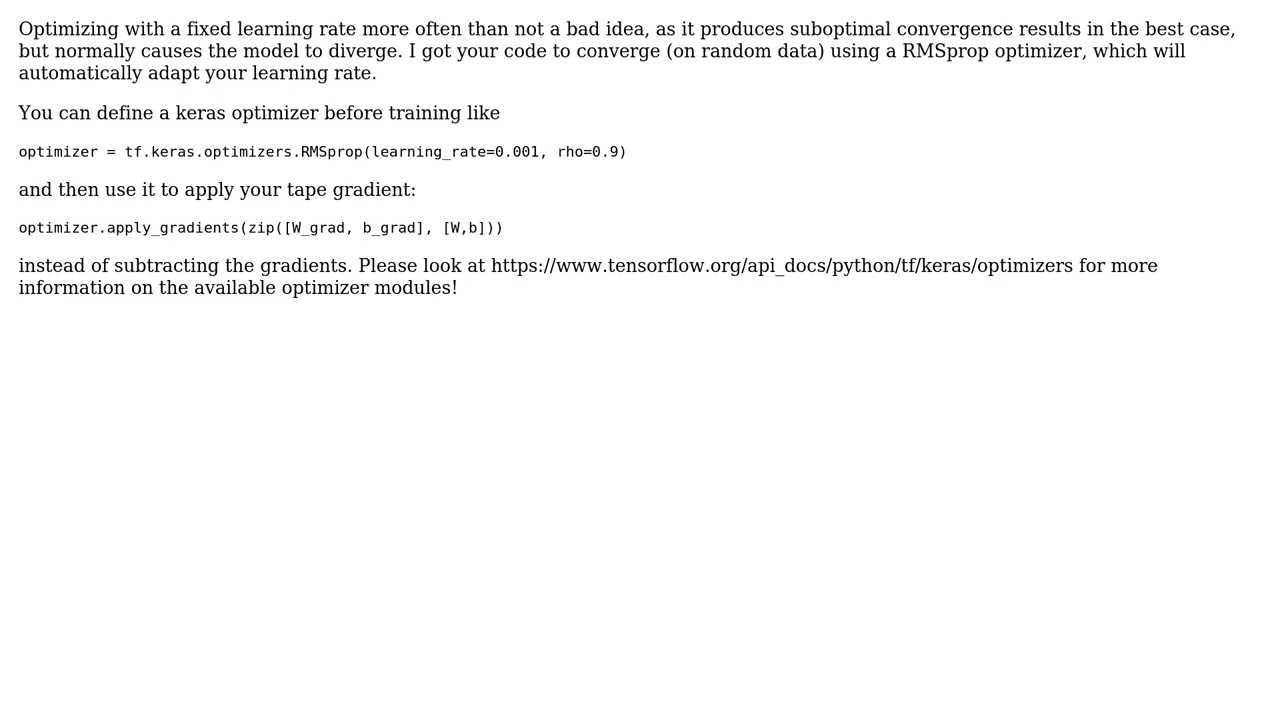 Optimizing with a fixed learning rate more often than not a bad idea, as it produces suboptimal convergence results in the best case,
but normally causes the model to diverge. I got your code to converge (on random data) using a RMSprop optimizer, which will
automatically adapt your learning rate.
You can define a keras optimizer before training like
optimizer = tf.keras.optimizers.RMSprop(learning_rate=0.001, rho=0.9)
and then use it to apply your tape gradient:
optimizer.apply_gradients(zip([W_grad, b_grad], [W,b]))
instead of subtracting the gradients. Please look at https://www.tensorflow.org/api_docs/python/tf/keras/optimizers for more
information on the available optimizer modules!